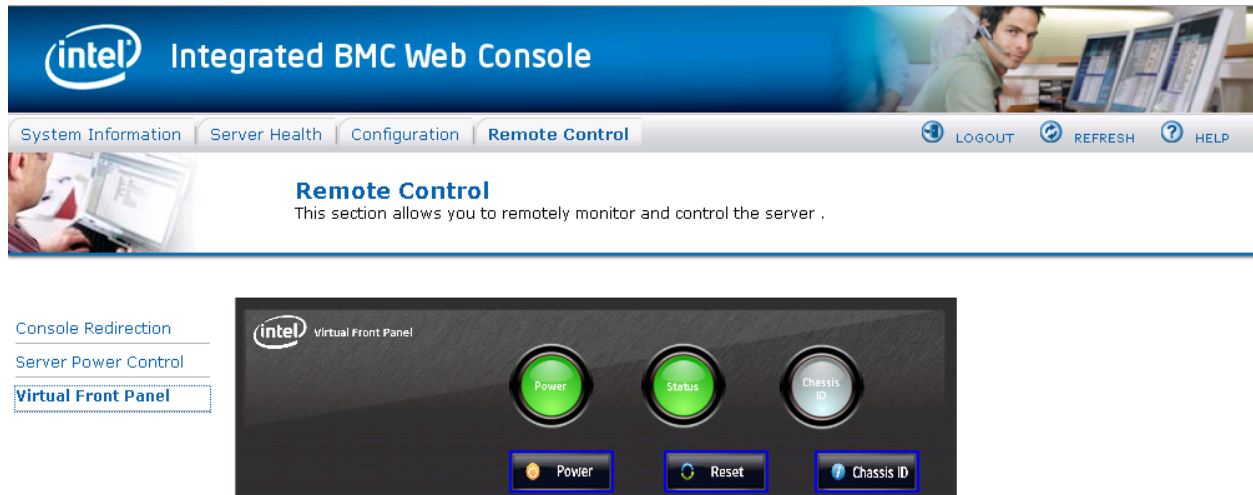 intel Integrated BMC Web Console
System Information Server Health Configuration Remote Control LOGOUT REFRESH HELP
Remote Control
This section allows you to remotely monitor and control the server .
Console Redirection
Server Power Control
Virtual Front Panel
intel Virtual Front Panel
Power Status Chassis ID
Power Reset Chassis ID